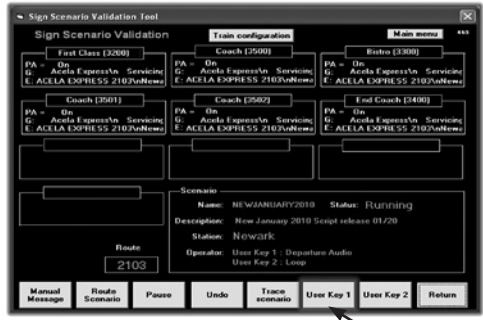 Sign Scenario Validation Tool
Sign Scenario Validation
Train configuration
Main menu
465
First Class (3200)
PA = On
G: Acela Express\n Servicing
E: ACELA EXPRESS 2103\nNewa
Coach (3500)
PA = On
G: Acela Express\n Servicing
E: ACELA EXPRESS 2103\nNewa
Bistro (3300)
PA = On
G: Acela Express\n Servicing
E: ACELA EXPRESS 2103\nNewa
Coach (3501)
PA = On
G: Acela Express\n Servicing
E: ACELA EXPRESS 2103\nNewa
Coach (3502)
PA = On
G: Acela Express\n Servicing
E: ACELA EXPRESS 2103\nNewa
End Coach (3400)
PA = On
G: Acela Express\n Servicing
E: ACELA EXPRESS 2103\nNewa
Scenario
Name: NEWJANUARY2010 Status: Running
Description: New January 2010 Script release 01/20
Station: Newark
Operator: User Key 1 : Departure Audio
User Key 2 : Loop
Route
2103
Manual Message
Route Scenario
Pause
Undo
Trace scenario
User Key 1
User Key 2
Return